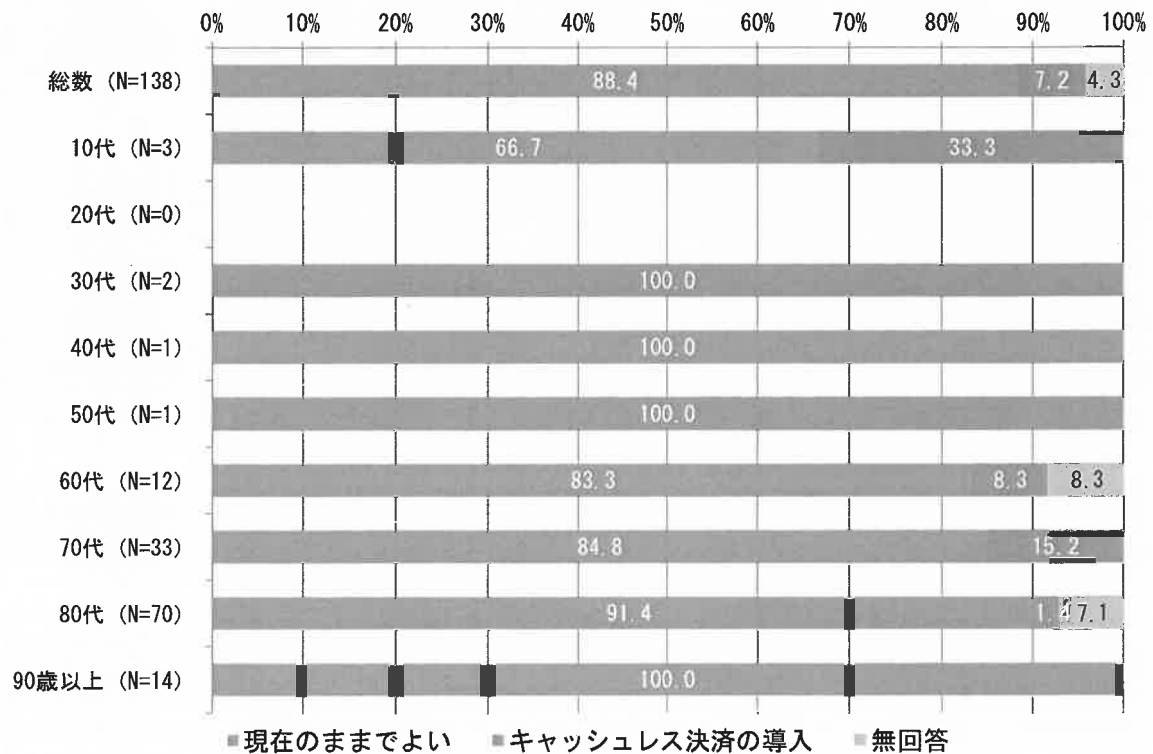 0% 10% 20% 30% 40% 50% 60% 70% 80% 90% 100%
総数 (N=138) 88.4 7.2 4.3
10代 (N=3) 66.7 33.3
20代 (N=0)
30代 (N=2) 100.0
40代 (N=1) 100.0
50代 (N=1) 100.0
60代 (N=12) 83.3 8.3 8.3
70代 (N=33) 84.8 15.2
80代 (N=70) 91.4 1.4 7.1
90歳以上 (N=14) 100.0
■現在のままでよい ■キャッシュレス決済の導入 ■無回答